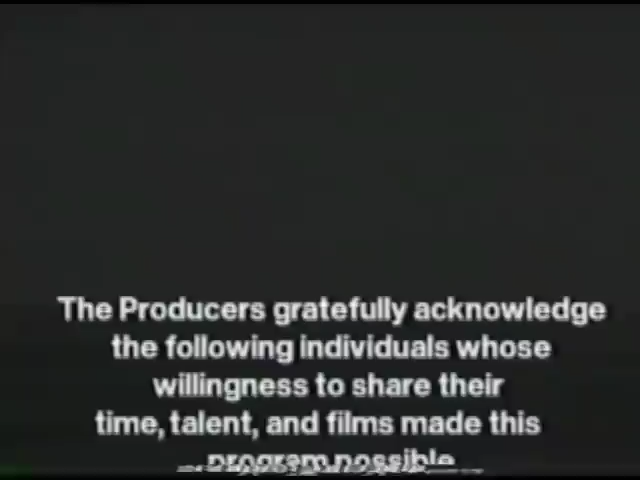 The Producers gratefully acknowledge
the following individuals whose
willingness to share their
time, talent, and films made this
program possible